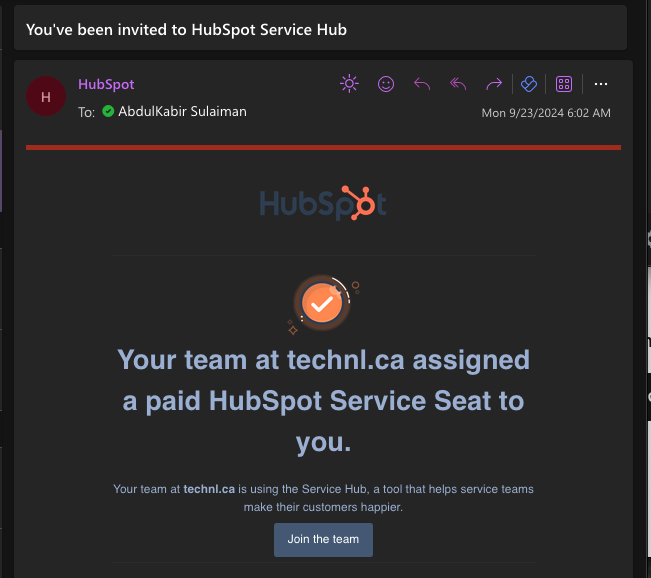 You've been invited to HubSpot Service Hub
H
HubSpot
To: AbdulKabir Sulaiman
Mon 9/23/2024 6:02 AM
HubSpot
Your team at technl.ca assigned
a paid HubSpot Service Seat to
you.
Your team at technl.ca is using the Service Hub, a tool that helps service teams
make their customers happier.
Join the team